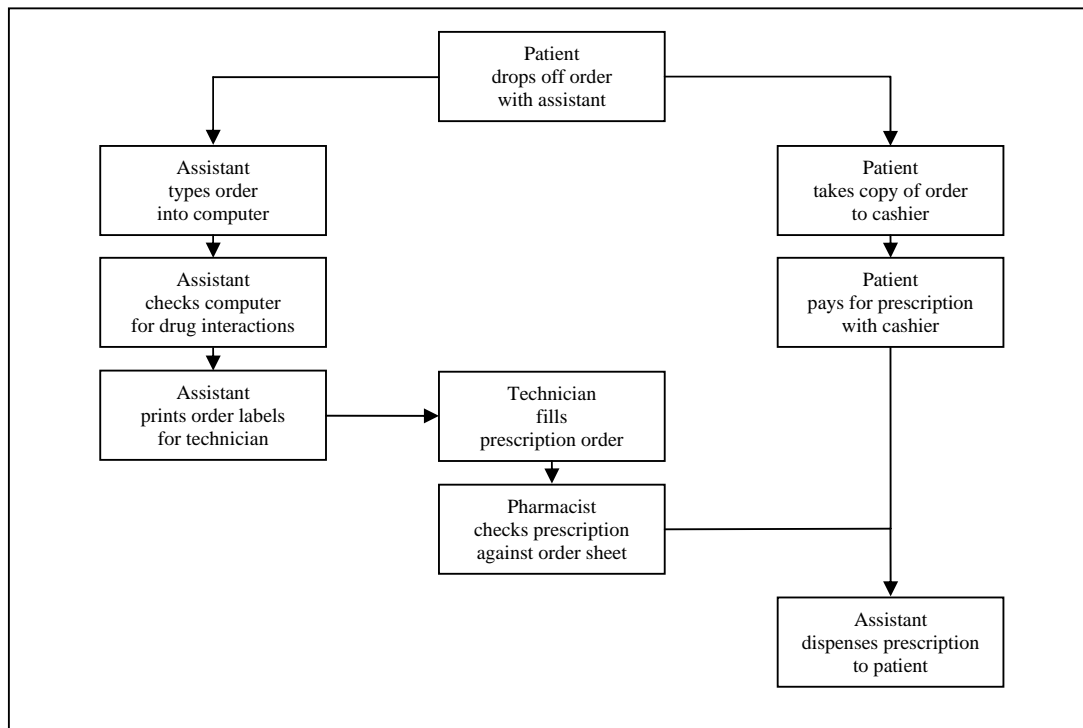 Patient
drops off order
with assistant
Assistant
types order
into computer
Patient
takes copy of order
to cashier
Assistant
checks computer
for drug interactions
Patient
pays for prescription
with cashier
Assistant
prints order labels
for technician
Technician
fills
prescription order
Pharmacist
checks prescription
against order sheet
Assistant
dispenses prescription
to patient